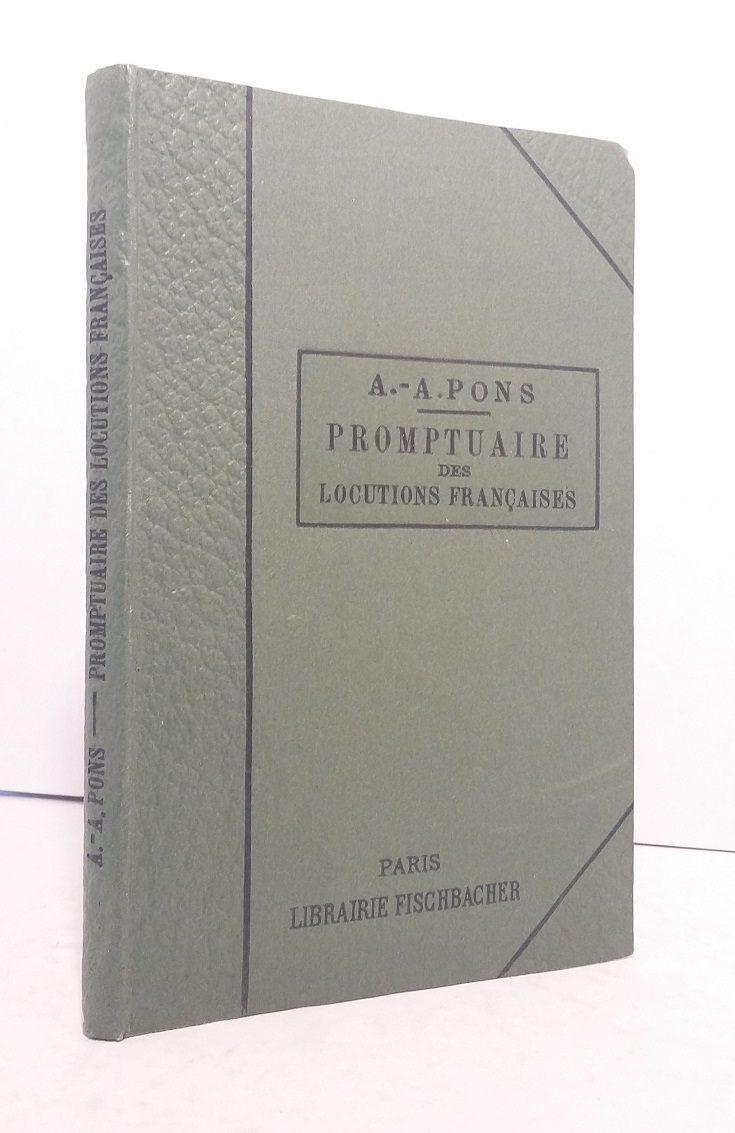 A.-A. PONS — PROMPTUAIRE DES LOCUTIONS FRANÇAISES
A.-A. PONS
PROMPTUAIRE
DES
LOCUTIONS FRANÇAISES
PARIS
LIBRAIRIE FISCHBACHER